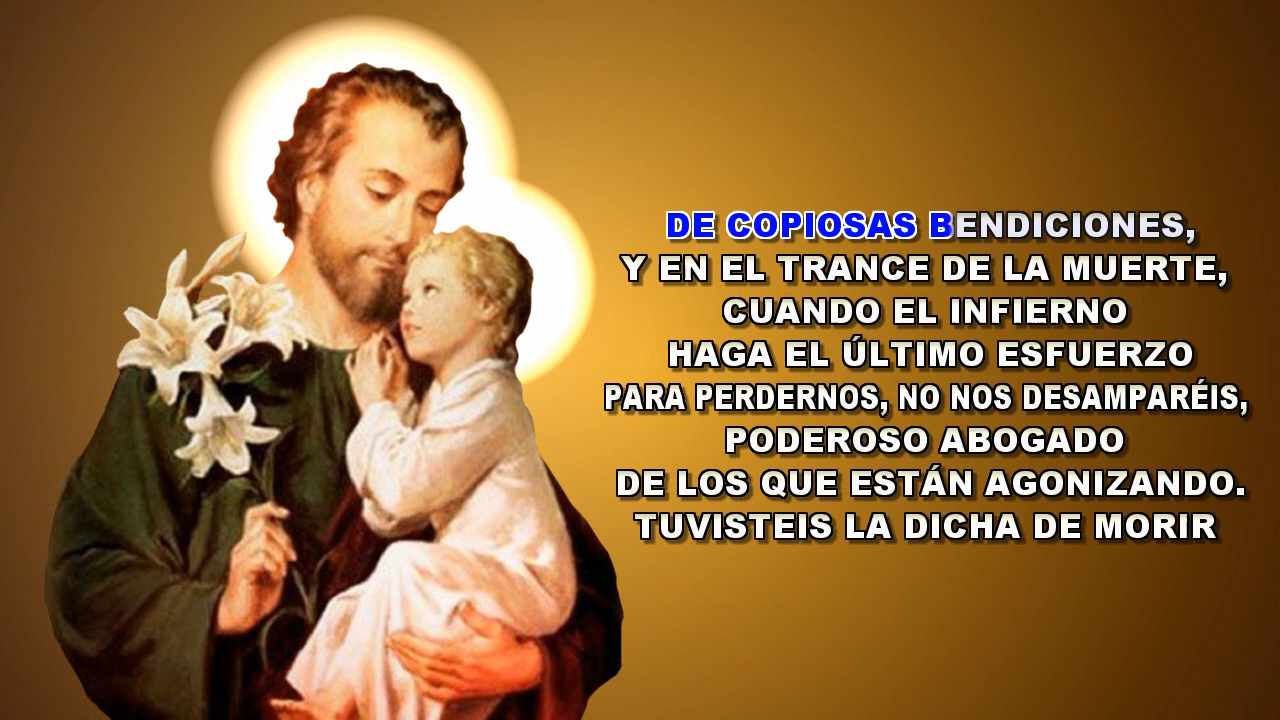 DE COPIOSAS BENDICIONES,
Y EN EL TRANCE DE LA MUERTE,
CUANDO EL INFIERNO
HAGA EL ÚLTIMO ESFUERZO
PARA PERDERNOS, NO NOS DESAMPARÉIS,
PODEROSO ABOGADO
DE LOS QUE ESTÁN AGONIZANDO.
TUVISTEIS LA DICHA DE MORIR